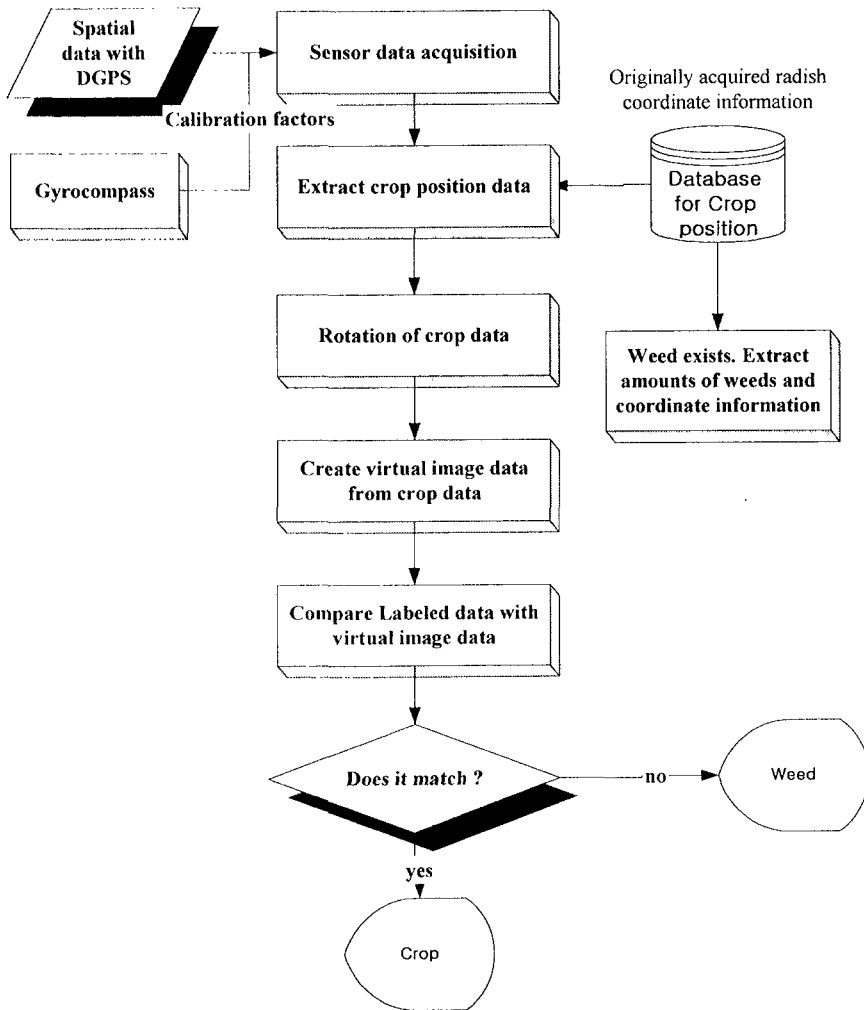 Spatial
data with
DGPS
Sensor data acquisition
Originally acquired radish
coordinate information
Calibration factors
Gyrocompass
Extract crop position data
Database
for Crop
position
Rotation of crop data
Weed exists. Extract
amounts of weeds and
coordinate information
Create virtual image data
from crop data
Compare Labeled data with
virtual image data
Does it match ?
no
Weed
yes
Crop